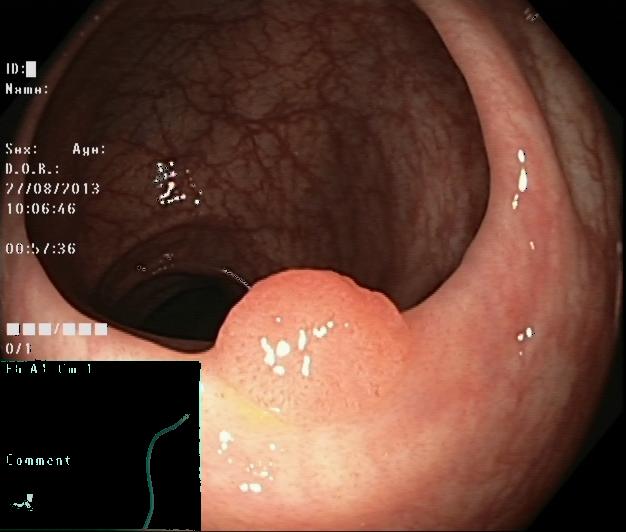 ID:
Name:
Sex: Age:
D.O.R.:
27/08/2013
10:06:46
00:57:36
0/1
Comment